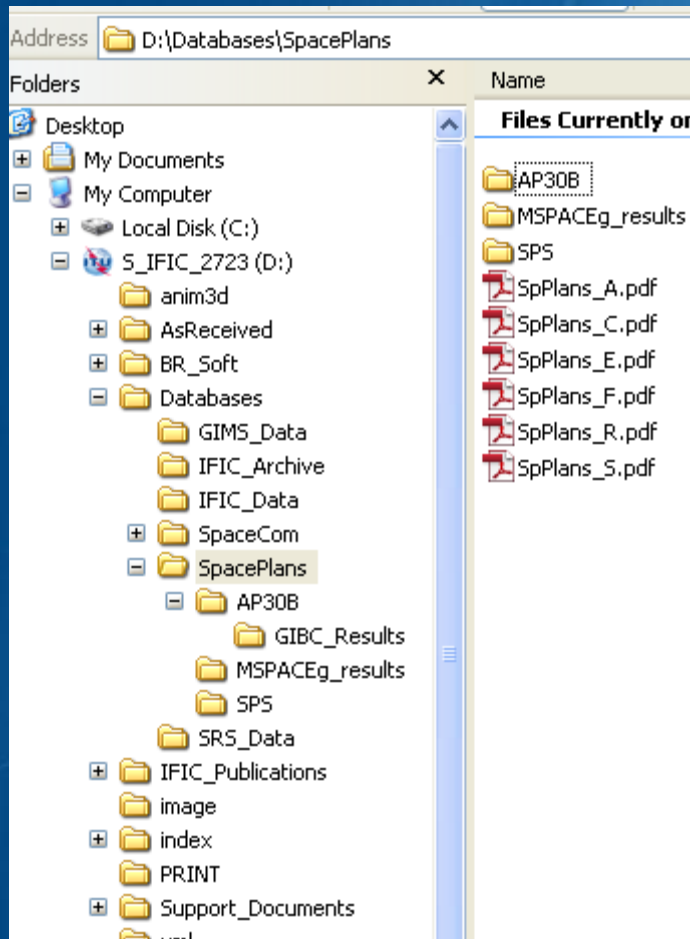 Address D:\Databases\SpacePlans
Folders
Desktop
My Documents
My Computer
Local Disk (C:)
S_IFIC_2723 (D:)
anim3d
AsReceived
BR_Soft
Databases
GIMS_Data
IFIC_Archive
IFIC_Data
SpaceCom
SpacePlans
AP30B
GIBC_Results
MSPACEg_results
SPS
SRS_Data
IFIC_Publications
image
index
PRINT
Support_Documents
Name
Files Currently
AP30B
MSPACEg_results
SPS
SpPlans_A.pdf
SpPlans_C.pdf
SpPlans_E.pdf
SpPlans_F.pdf
SpPlans_R.pdf
SpPlans_S.pdf